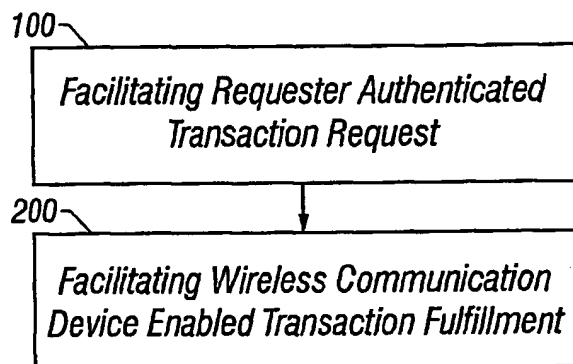 100
Facilitating Requester Authenticated
Transaction Request
200
Facilitating Wireless Communication
Device Enabled Transaction Fulfillment